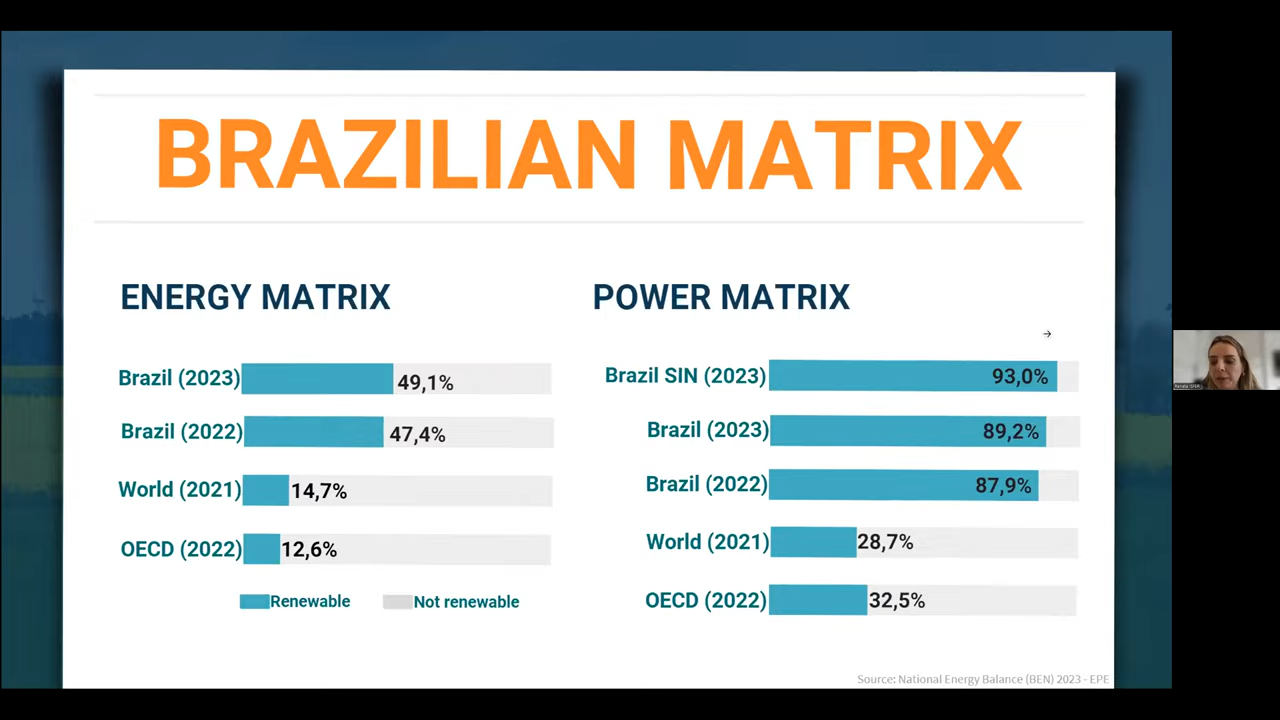 BRAZILIAN MATRIX
ENERGY MATRIX
Brazil (2023) 49,1%
Brazil (2022) 47,4%
World (2021) 14,7%
OECD (2022) 12,6%
Renewable Not renewable
POWER MATRIX
Brazil SIN (2023) 93,0%
Brazil (2023) 89,2%
Brazil (2022) 87,9%
World (2021) 28,7%
OECD (2022) 32,5%
Source: National Energy Balance (BEN) 2023 - EPE